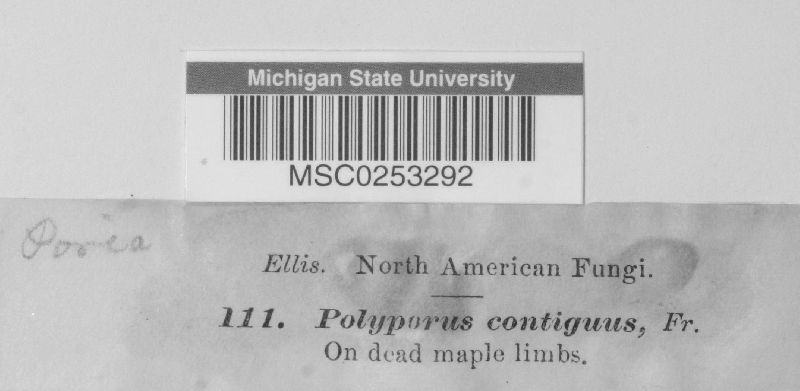 Michigan State University
MSC0253292
Poria
Ellis. North American Fungi.
111. Polyporus contiguus, Fr.
On dead maple limbs.